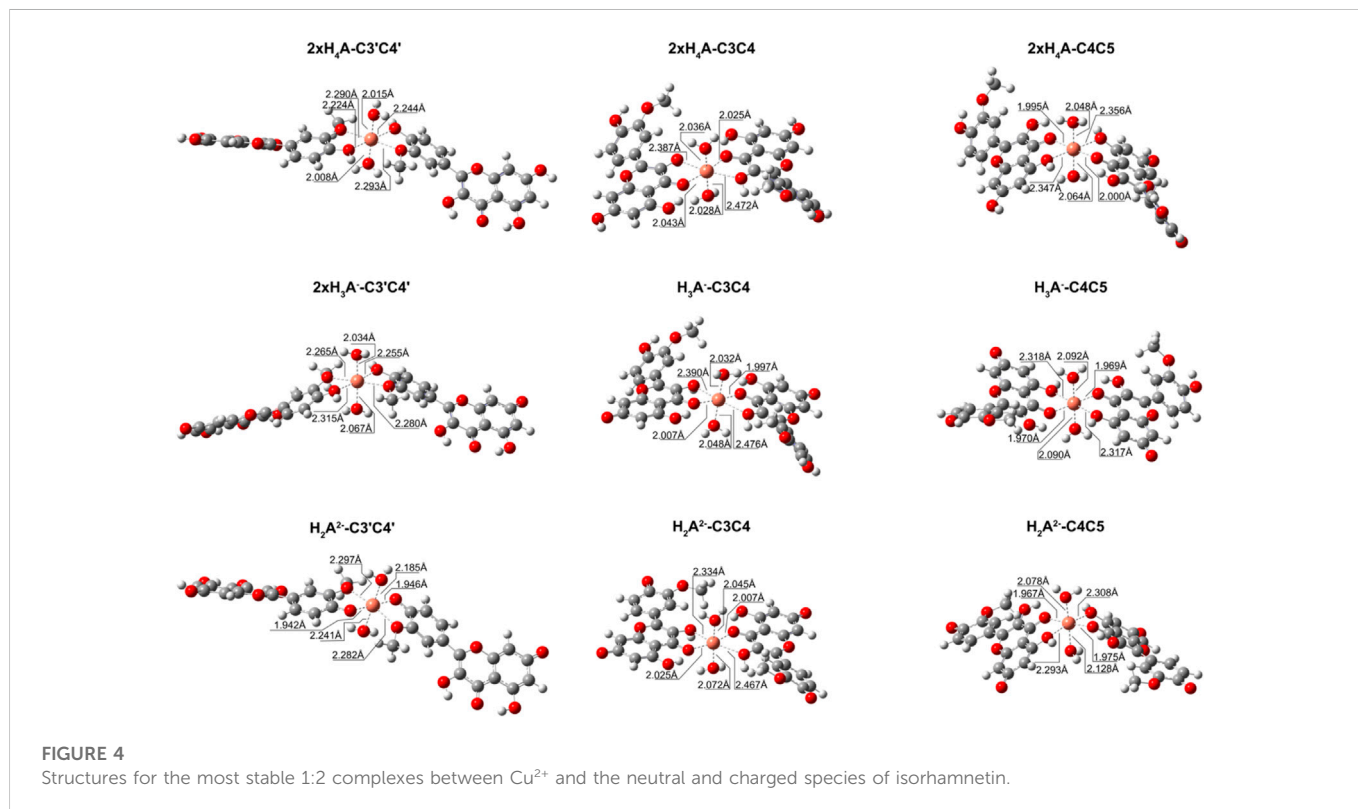 2xH₄A-C3'C4'
2.290Å 2.015Å
2.224Å 2.244Å
2.008Å
2.293Å
2xH₄A-C3C4
2.025Å
2.036Å
2.387Å
2.472Å
2.028Å
2.043Å
2xH₄A-C4C5
1.995Å 2.048Å
2.356Å
2.347Å 2.000Å
2.064Å
2xH₃A⁻-C3'C4'
2.034Å
2.265Å 2.255Å
2.315Å
2.067Å 2.280Å
H₃A⁻-C3C4
2.032Å
2.390Å 1.997Å
2.007Å
2.048Å 2.476Å
H₃A⁻-C4C5
2.318Å 2.092Å
1.969Å
1.970Å
2.090Å 2.317Å
H₂A²⁻-C3'C4'
2.297Å 2.185Å
1.946Å
1.942Å
2.241Å
2.282Å
H₂A²⁻-C3C4
2.334Å
2.045Å
2.007Å
2.025Å
2.072Å 2.467Å
H₂A²⁻-C4C5
2.078Å
1.967Å 2.308Å
1.975Å
2.293Å 2.128Å
FIGURE 4
Structures for the most stable 1:2 complexes between Cu²⁺ and the neutral and charged species of isorhamnetin.